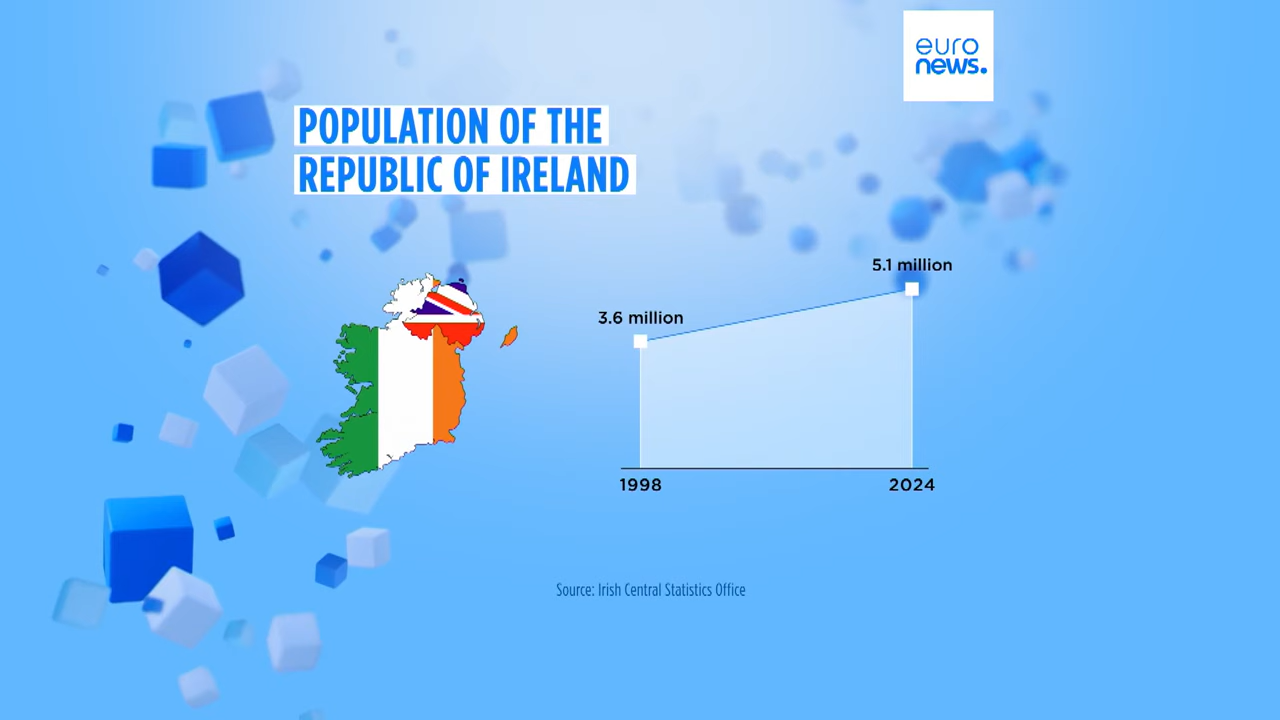 euro
news.
POPULATION OF THE
REPUBLIC OF IRELAND
5.1 million
3.6 million
1998
2024
Source: Irish Central Statistics Office